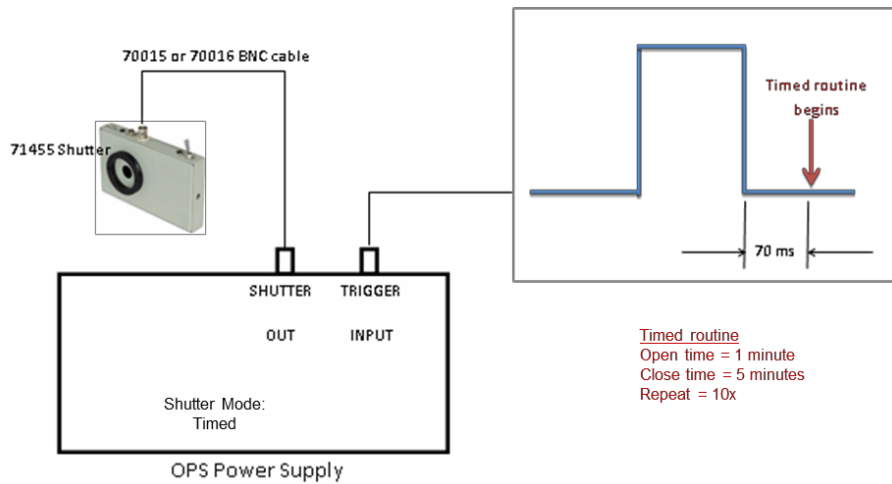 70015 or 70016 BNC cable
71455 Shutter
SHUTTER
OUT
TRIGGER
INPUT
Shutter Mode:
Timed
OPS Power Supply
Timed routine
begins
70 ms
Timed routine
Open time = 1 minute
Close time = 5 minutes
Repeat = 10x